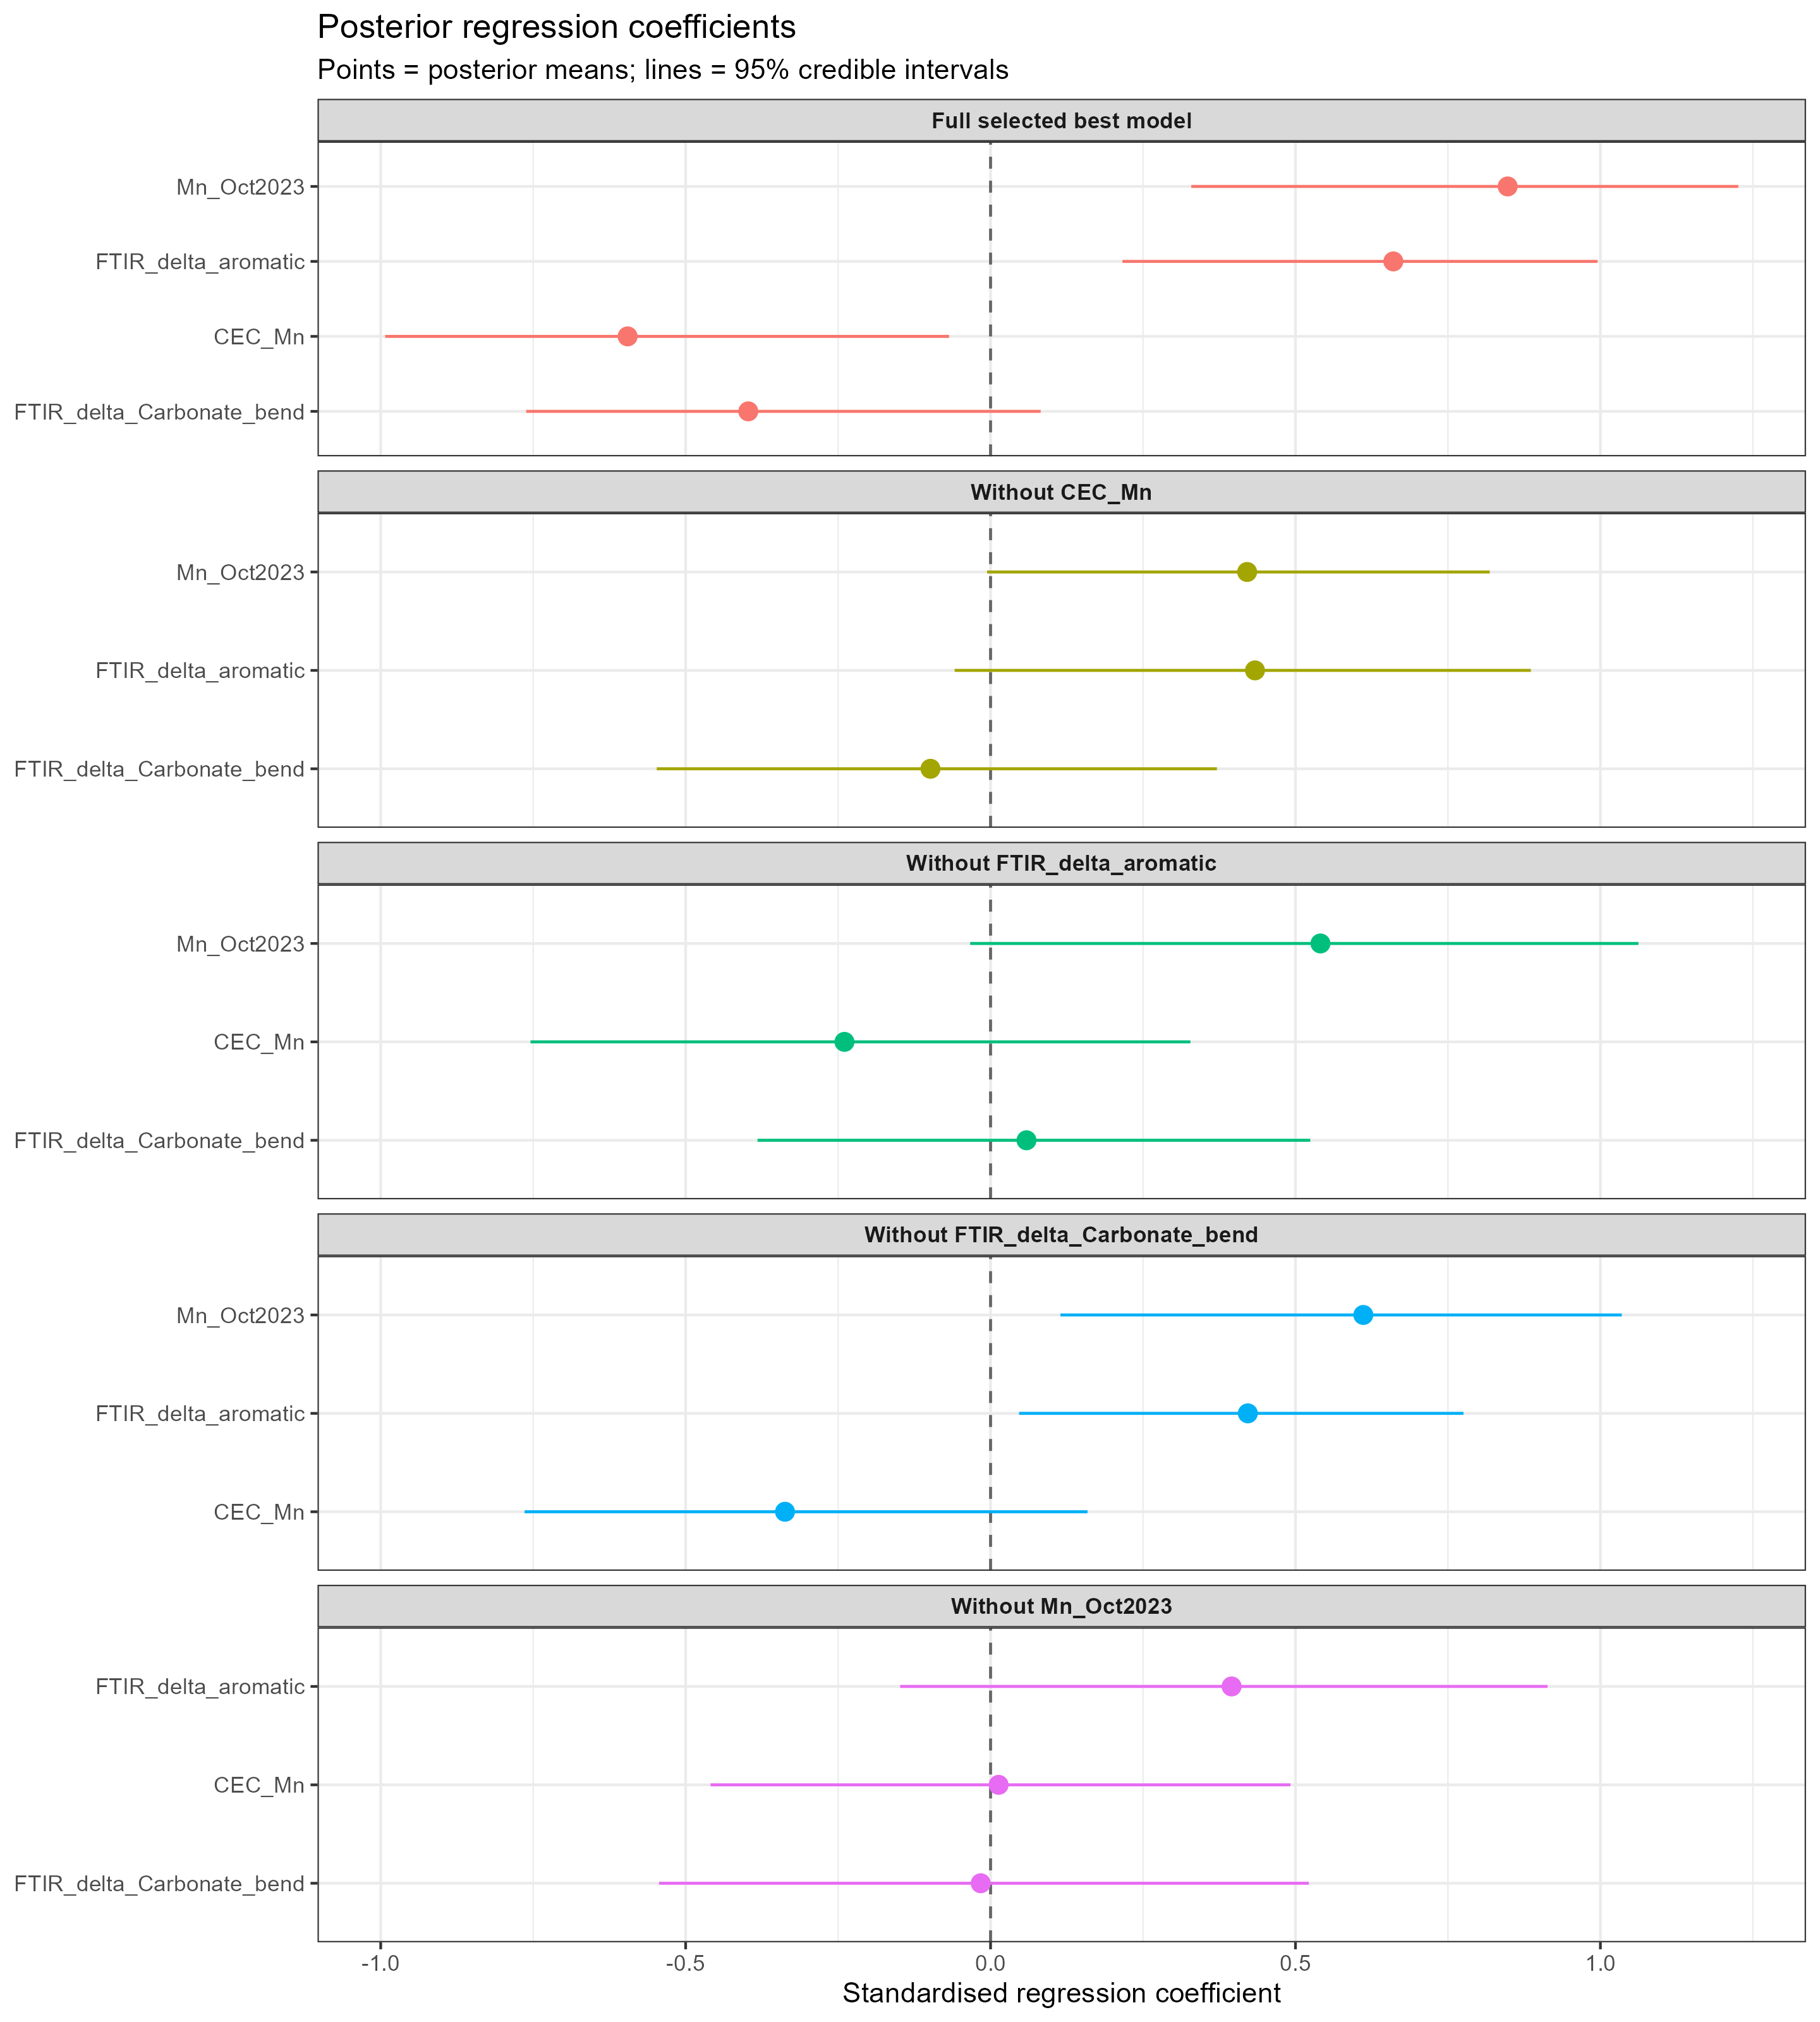 Posterior regression coefficients
Points = posterior means; lines = 95% credible intervals
Full selected best model
Mn_Oct2023
FTIR_delta_aromatic
CEC_Mn
FTIR_delta_Carbonate_bend
Without CEC_Mn
Mn_Oct2023
FTIR_delta_aromatic
FTIR_delta_Carbonate_bend
Without FTIR_delta_aromatic
Mn_Oct2023
CEC_Mn
FTIR_delta_Carbonate_bend
Without FTIR_delta_Carbonate_bend
Mn_Oct2023
FTIR_delta_aromatic
CEC_Mn
Without Mn_Oct2023
FTIR_delta_aromatic
CEC_Mn
FTIR_delta_Carbonate_bend
-1.0 -0.5 0.0 0.5 1.0
Standardised regression coefficient